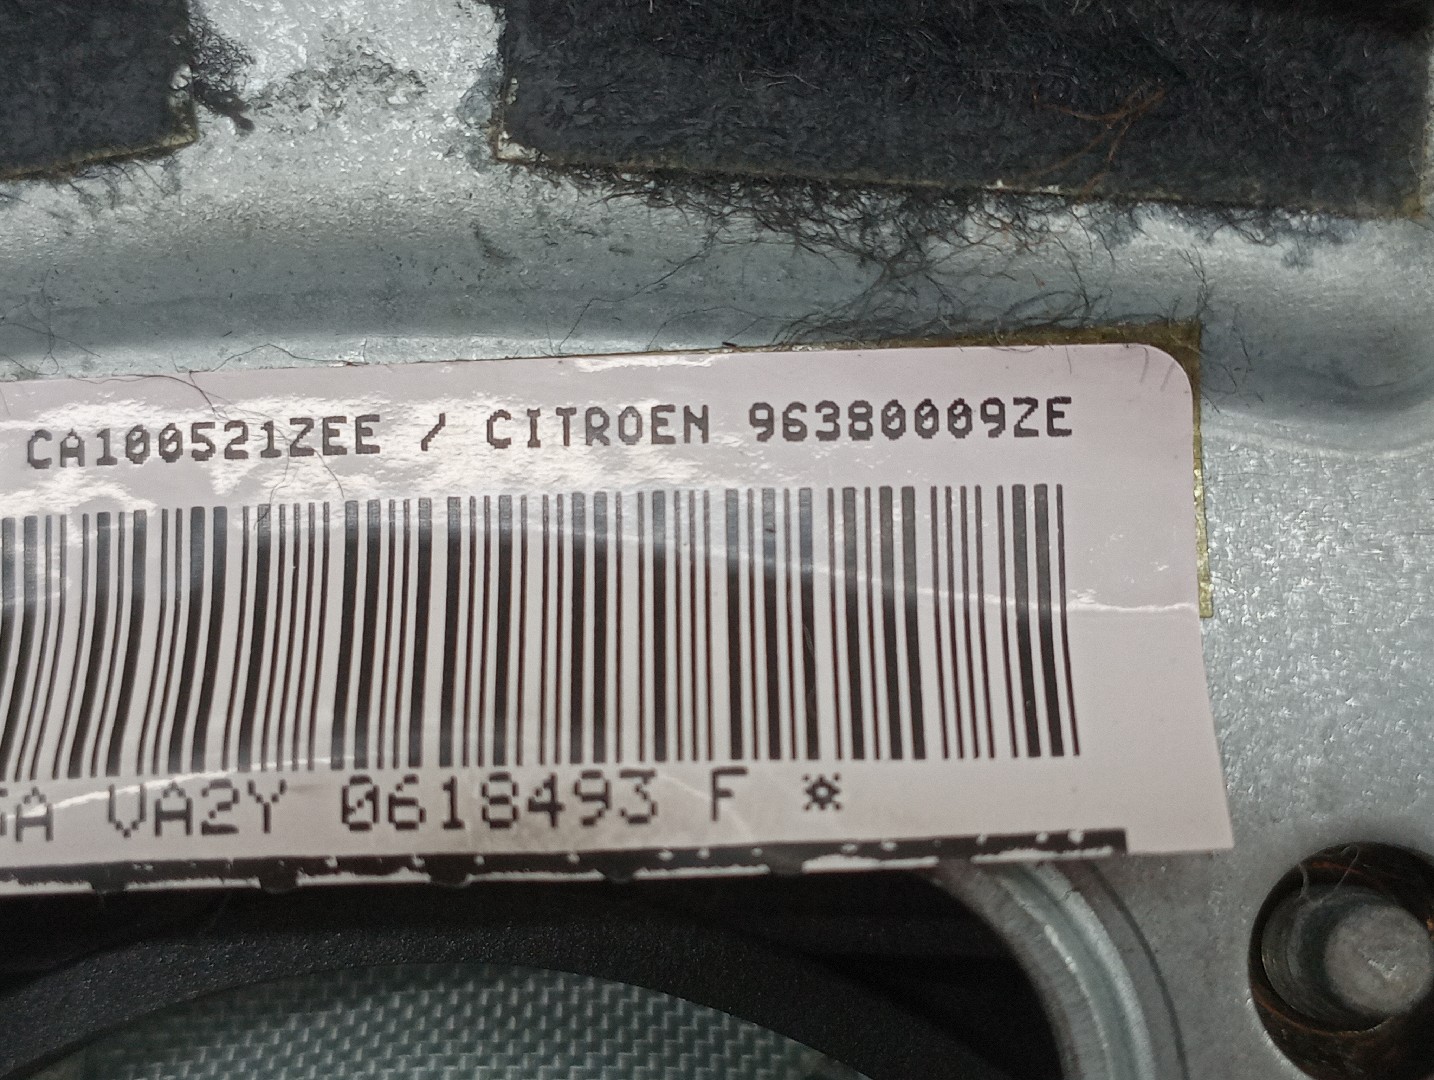 CA100521ZEE / CITROEN 96380009ZE
VA2Y 0618493 F *